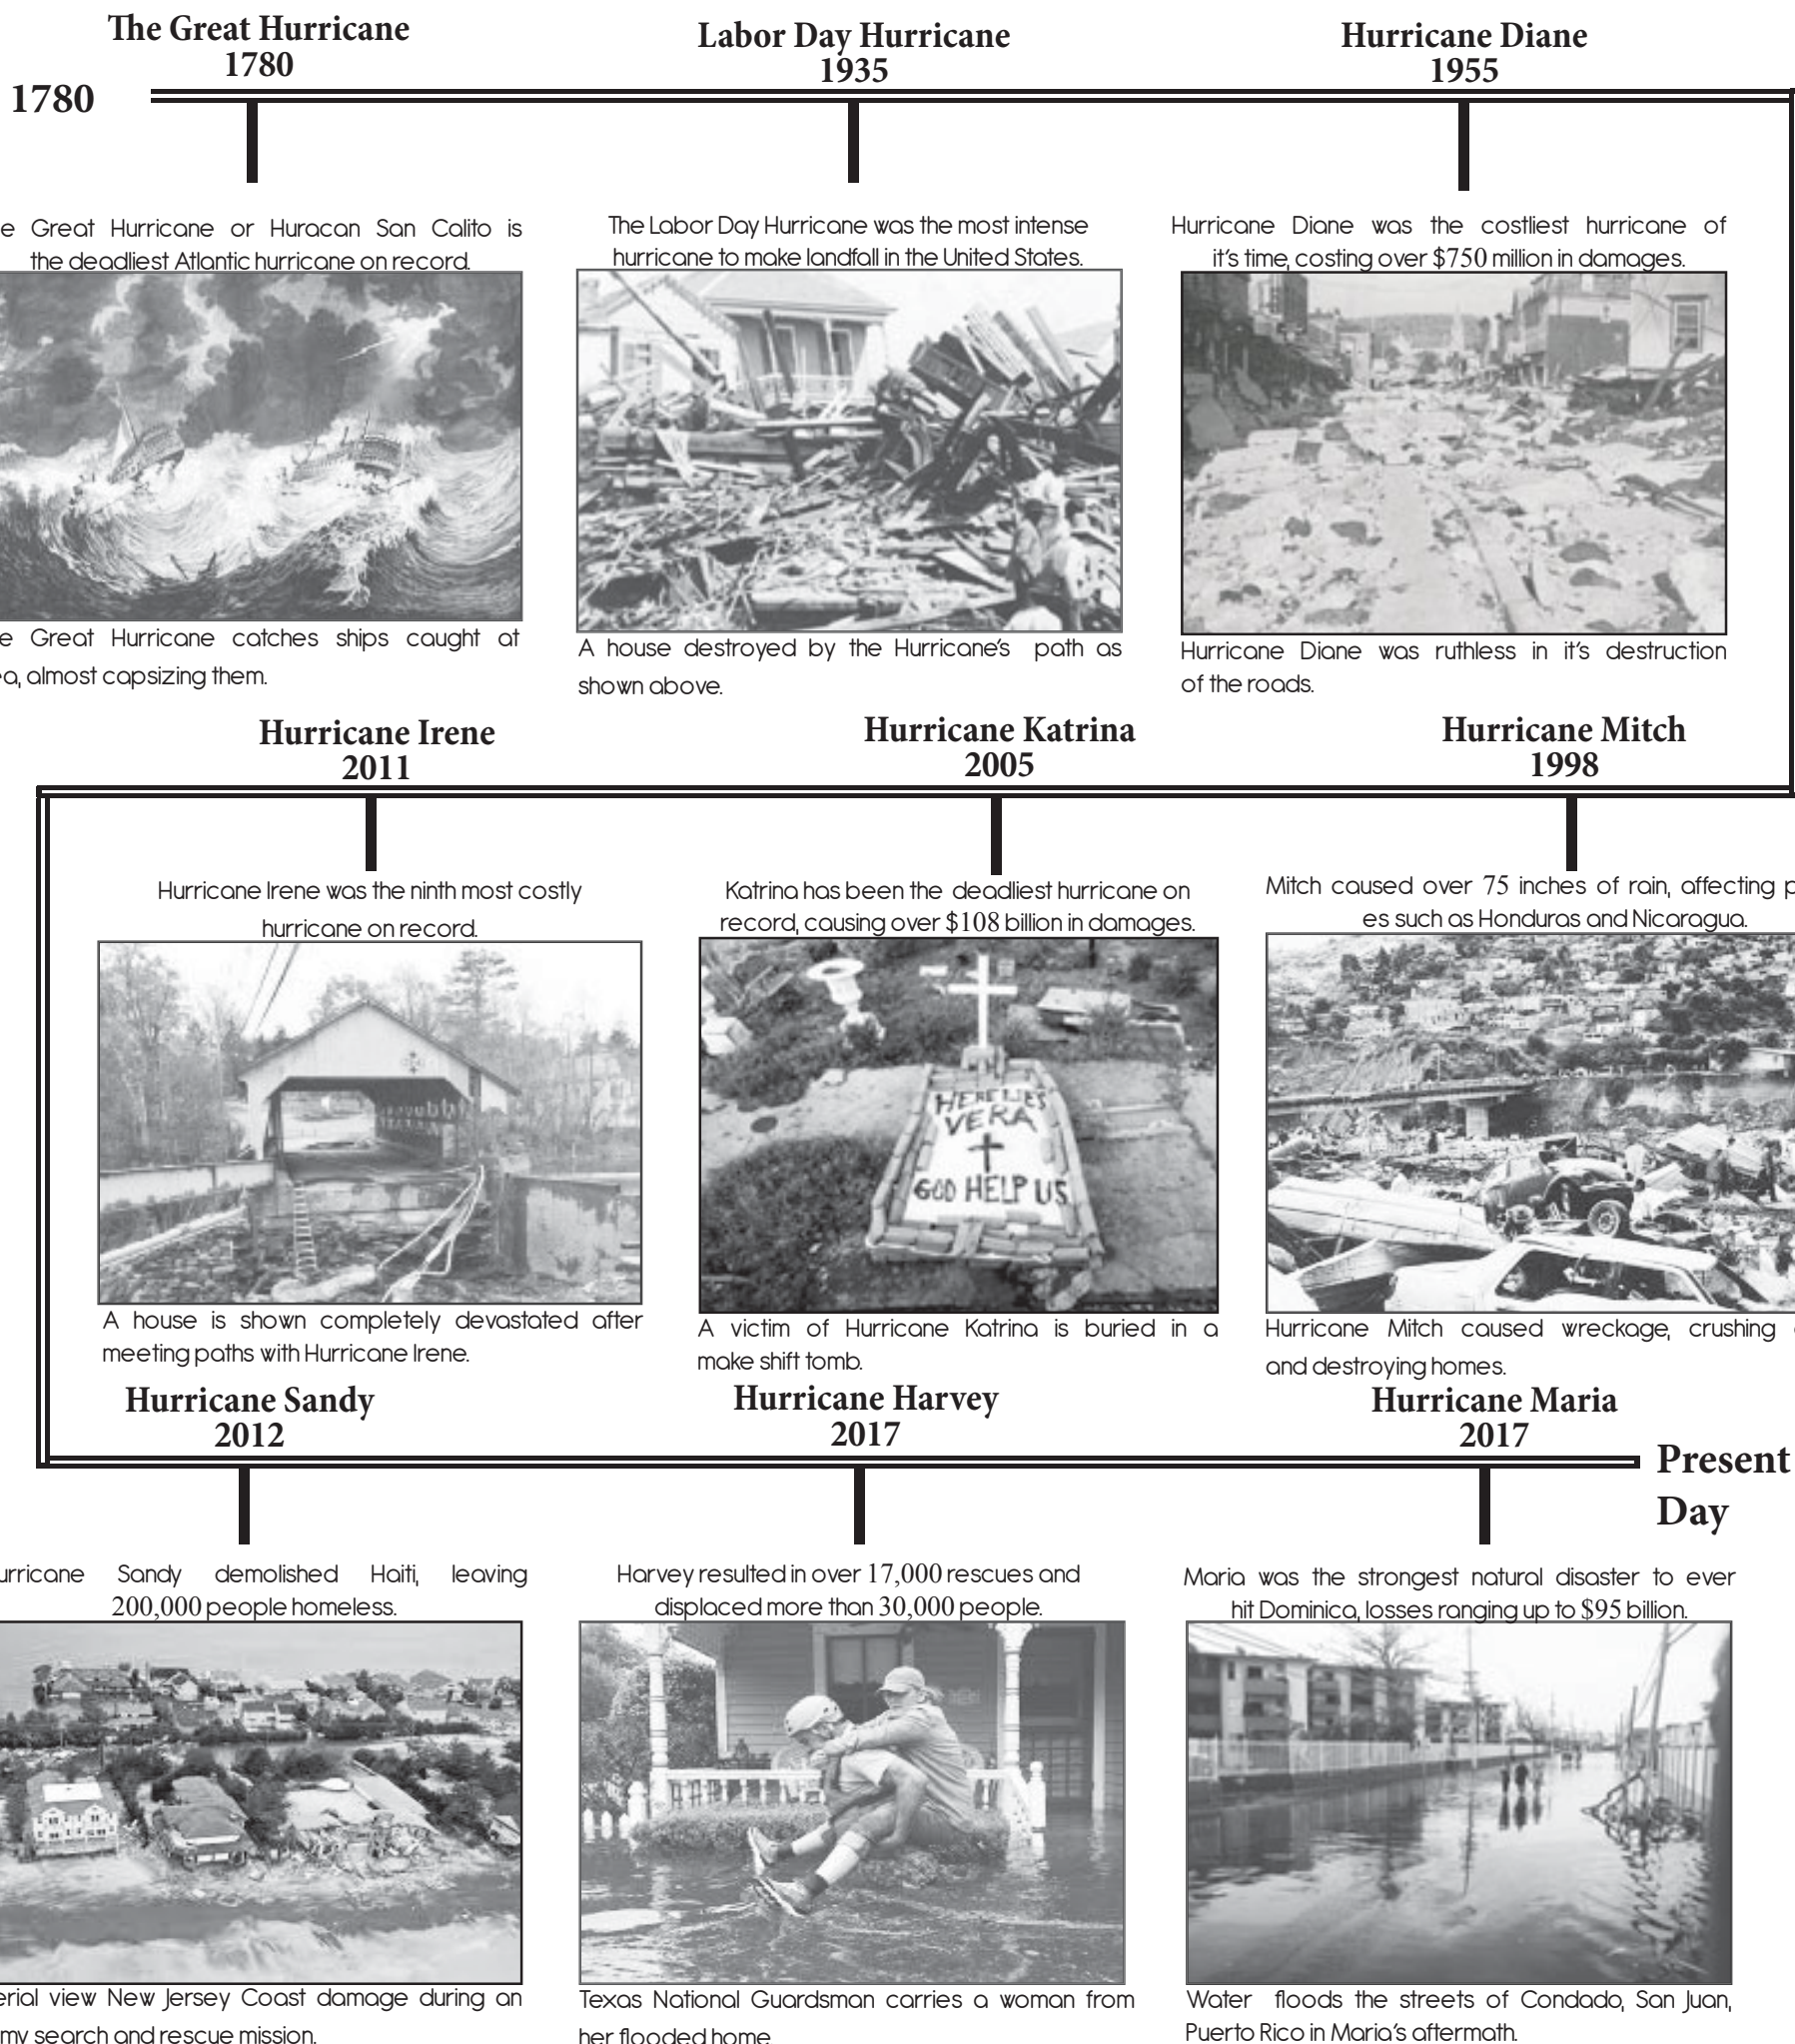 The Great Hurricane
1780
Labor Day Hurricane
1935
Hurricane Diane
1955
1780
e Great Hurricane or Huracan San Calito is
the deadliest Atlantic hurricane on record.
The Labor Day Hurricane was the most intense
hurricane to make landfall in the United States.
Hurricane Diane was the costliest hurricane of
it's time, costing over $750 million in damages.
e Great Hurricane catches ships caught at
a, almost capsizing them.
A house destroyed by the Hurricane's path as
shown above.
Hurricane Diane was ruthless in it's destruction
of the roads.
Hurricane Irene
2011
Hurricane Katrina
2005
Hurricane Mitch
1998
Hurricane Irene was the ninth most costly
hurricane on record.
Katrina has been the deadliest hurricane on
record, causing over $108 billion in damages.
Mitch caused over 75 inches of rain, affecting p
es such as Honduras and Nicaragua.
HERE LIES
VERA
GOD HELP US
A house is shown completely devastated after
meeting paths with Hurricane Irene.
A victim of Hurricane Katrina is buried in a
make shift tomb.
Hurricane Mitch caused wreckage, crushing
and destroying homes.
Hurricane Sandy
2012
Hurricane Harvey
2017
Hurricane Maria
2017
Present
Day
urricane Sandy demolished Haiti, leaving
200,000 people homeless.
Harvey resulted in over 17,000 rescues and
displaced more than 30,000 people.
Maria was the strongest natural disaster to ever
hit Dominica, losses ranging up to $95 billion.
erial view New Jersey Coast damage during an
my search and rescue mission.
Texas National Guardsman carries a woman from
her flooded home
Water floods the streets of Condado, San Juan,
Puerto Rico in Maria's aftermath.